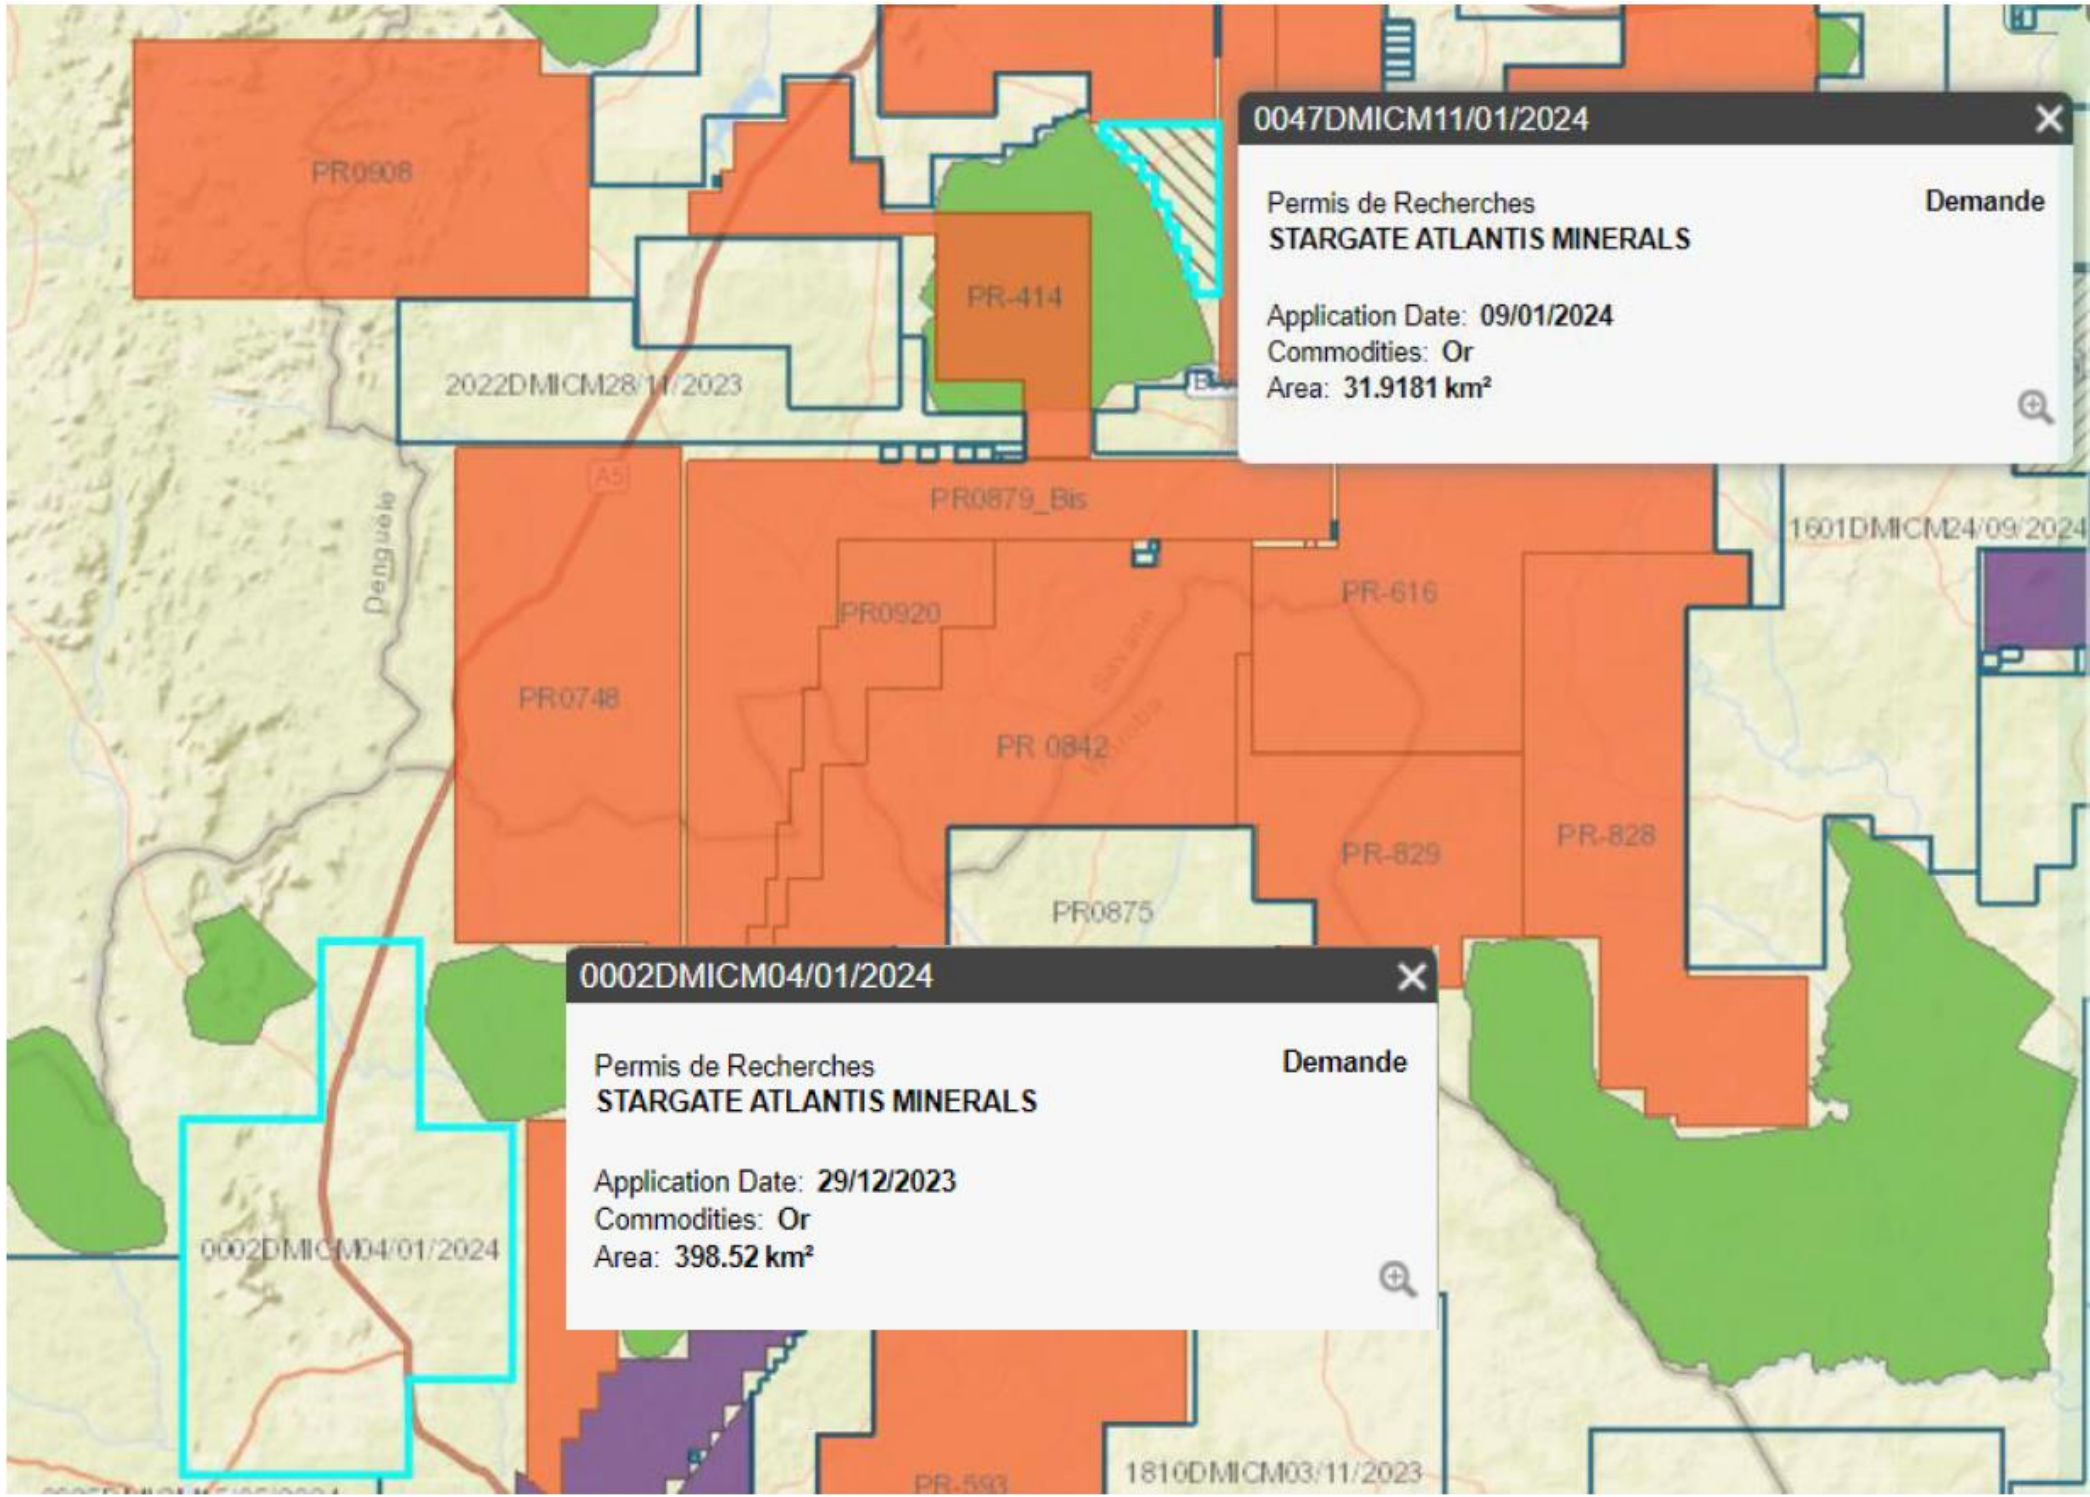 0047DMICM11/01/2024
Permis de Recherches
Demande
STARGATE ATLANTIS MINERALS
Application Date: 09/01/2024
Commodities: Or
Area: 31.9181 km²
PR0908
PR-414
2022DMICM28/11/2023
A5
PR0879_Bis
1601DMICM24/09/2024
Denguele
PR-616
PR0920
Savane
PR0748
PR 0842
PR-829
PR-828
PR0875
0002DMICM04/01/2024
Permis de Recherches
Demande
STARGATE ATLANTIS MINERALS
Application Date: 29/12/2023
Commodities: Or
Area: 398.52 km²
0002DMICM04/01/2024
PR-593
1810DMICM03/11/2023